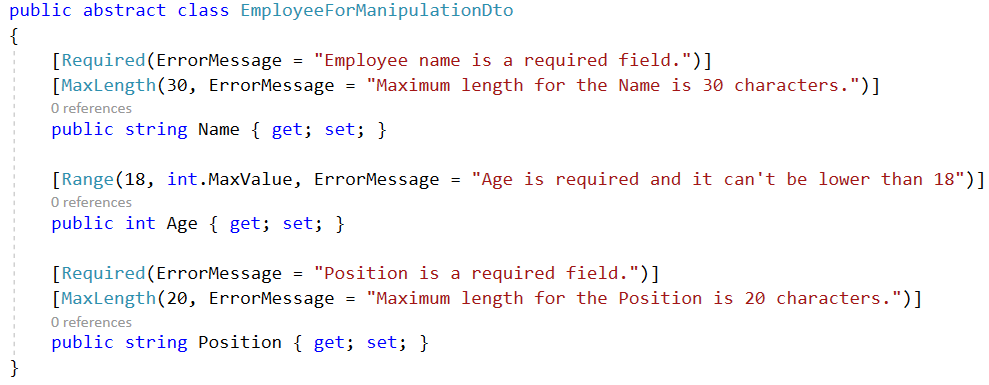 public abstract class EmployeeForManipulationDto
{
[Required(ErrorMessage = "Employee name is a required field.")]
[MaxLength(30, ErrorMessage = "Maximum length for the Name is 30 characters.")]
0 references
public string Name { get; set; }
[Range(18, int.MaxValue, ErrorMessage = "Age is required and it can't be lower than 18")]
0 references
public int Age { get; set; }
[Required(ErrorMessage = "Position is a required field.")]
[MaxLength(20, ErrorMessage = "Maximum length for the Position is 20 characters.")]
0 references
public string Position { get; set; }
}